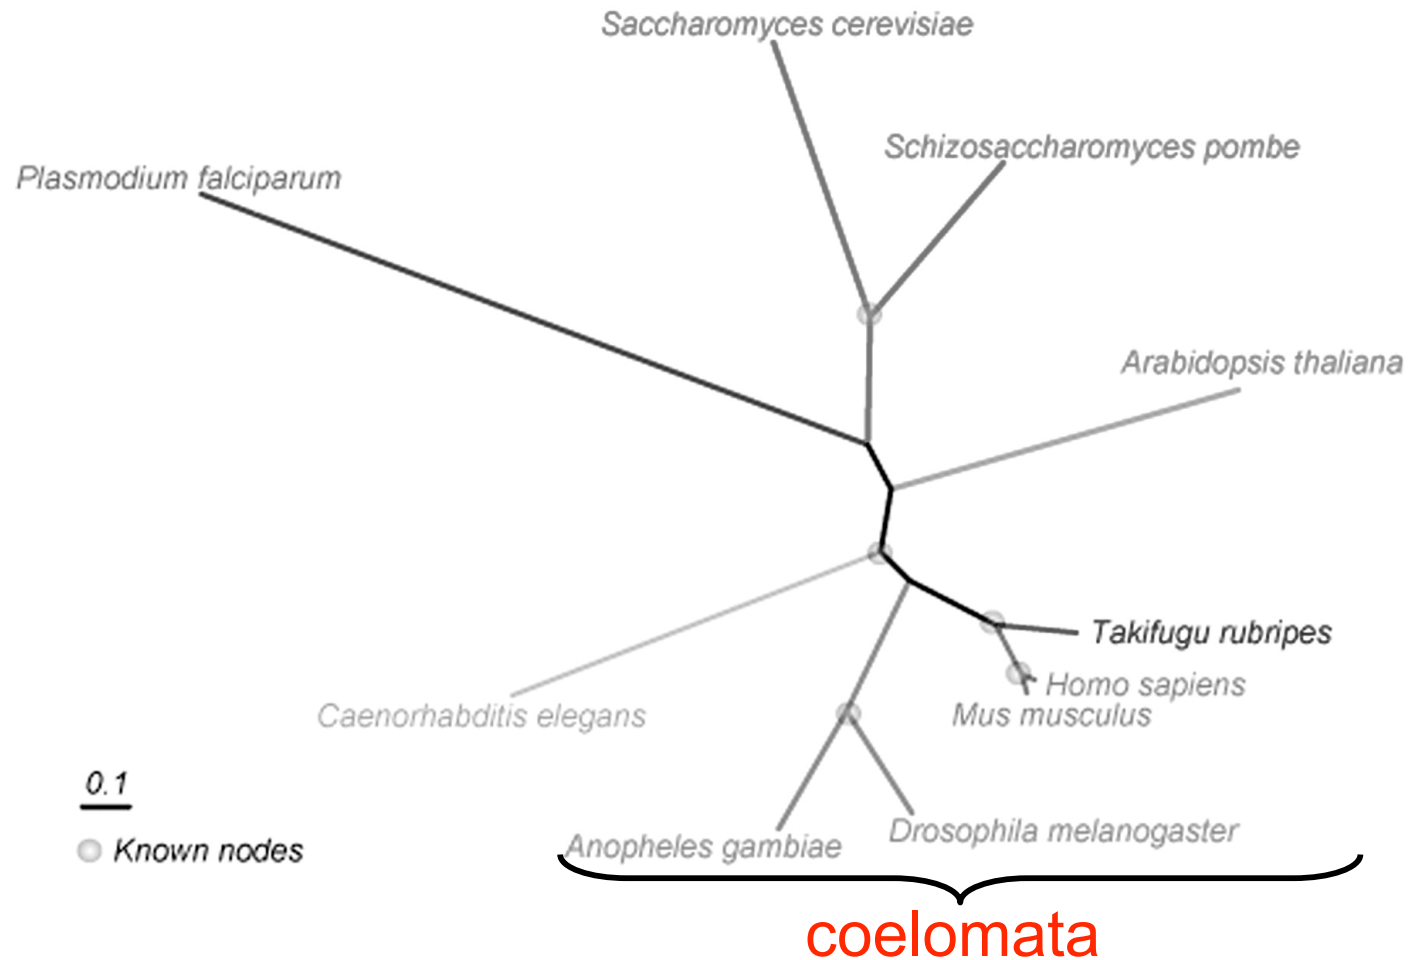 Saccharomyces cerevisiae
Schizosaccharomyces pombe
Plasmodium falciparum
Arabidopsis thaliana
Takifugu rubripes
Homo sapiens
Caenorhabditis elegans
Mus musculus
0.1
Drosophila melanogaster
Anopheles gambiae
Known nodes
coelomata